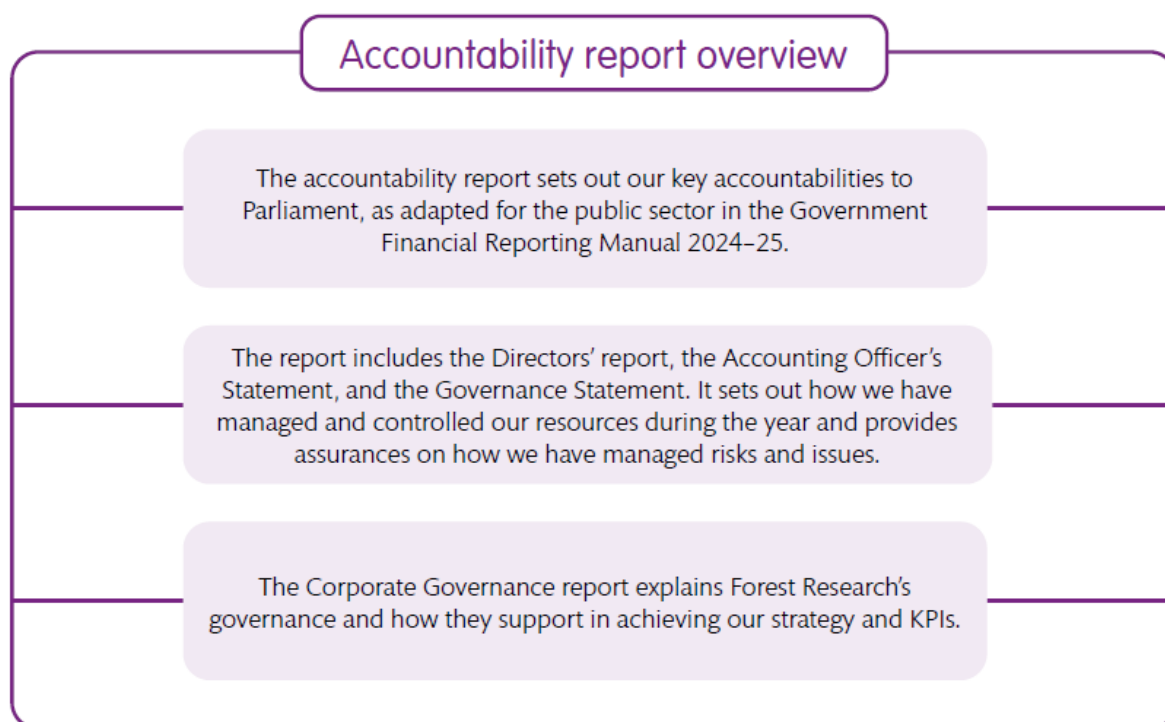 Accountability report overview
The accountability report sets out our key accountabilities to
Parliament, as adapted for the public sector in the Government
Financial Reporting Manual 2024–25.
The report includes the Directors’ report, the Accounting Officer’s
Statement, and the Governance Statement. It sets out how we have
managed and controlled our resources during the year and provides
assurances on how we have managed risks and issues.
The Corporate Governance report explains Forest Research’s
governance and how they support in achieving our strategy and KPIs.